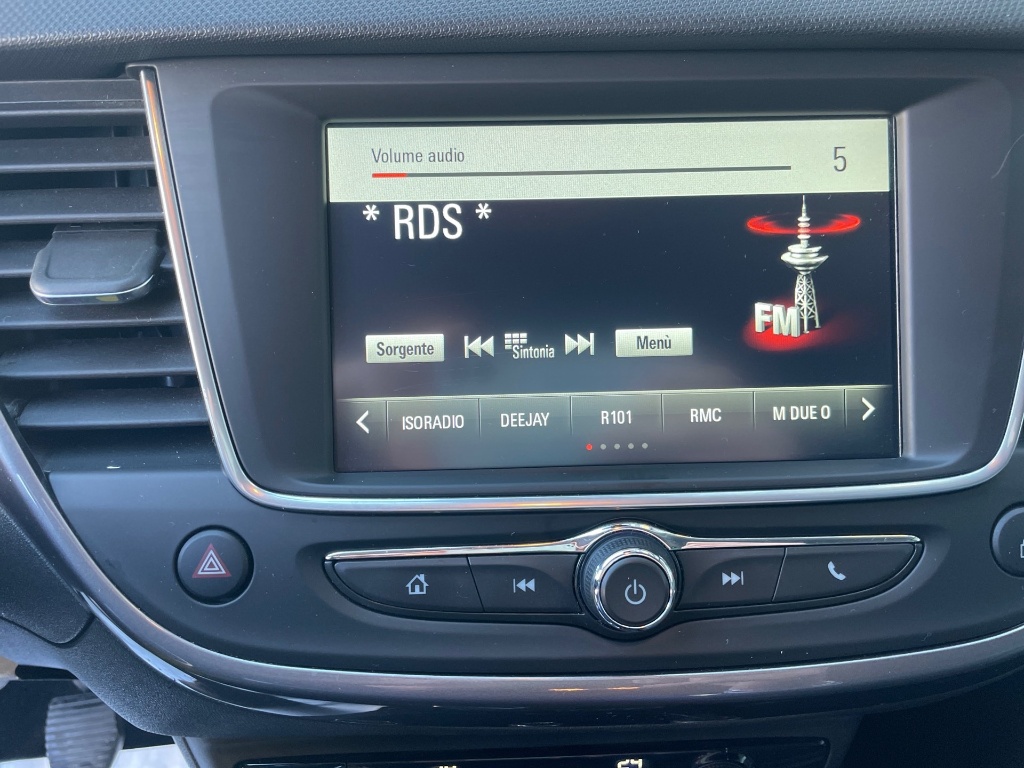 Volume audio 5
* RDS *
FM
Sorgente Sintonia Menù
ISORADIO DEEJAY R101 RMC M DUE O